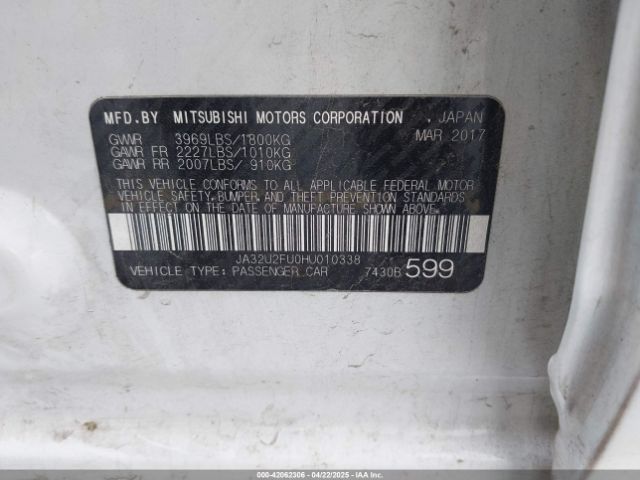 MFD.BY MITSUBISHI MOTORS CORPORATION . JAPAN
MAR 2017
GVWR 3969LBS/1800KG
GAWR FR 2227LBS/1010KG
GAWR RR 2007LBS/ 910KG
THIS VEHICLE CONFORMS TO ALL APPLICABLE FEDERAL MOTOR
VEHICLE SAFETY, BUMPER, AND THEFT PREVENTION STANDARDS
IN EFFECT ON THE DATE OF MANUFACTURE SHOWN ABOVE.
JA32U2FU0HU010338
VEHICLE TYPE: PASSENGER CAR 7430B 599
000-42062306 - 04/22/2025 - IAAI.COM